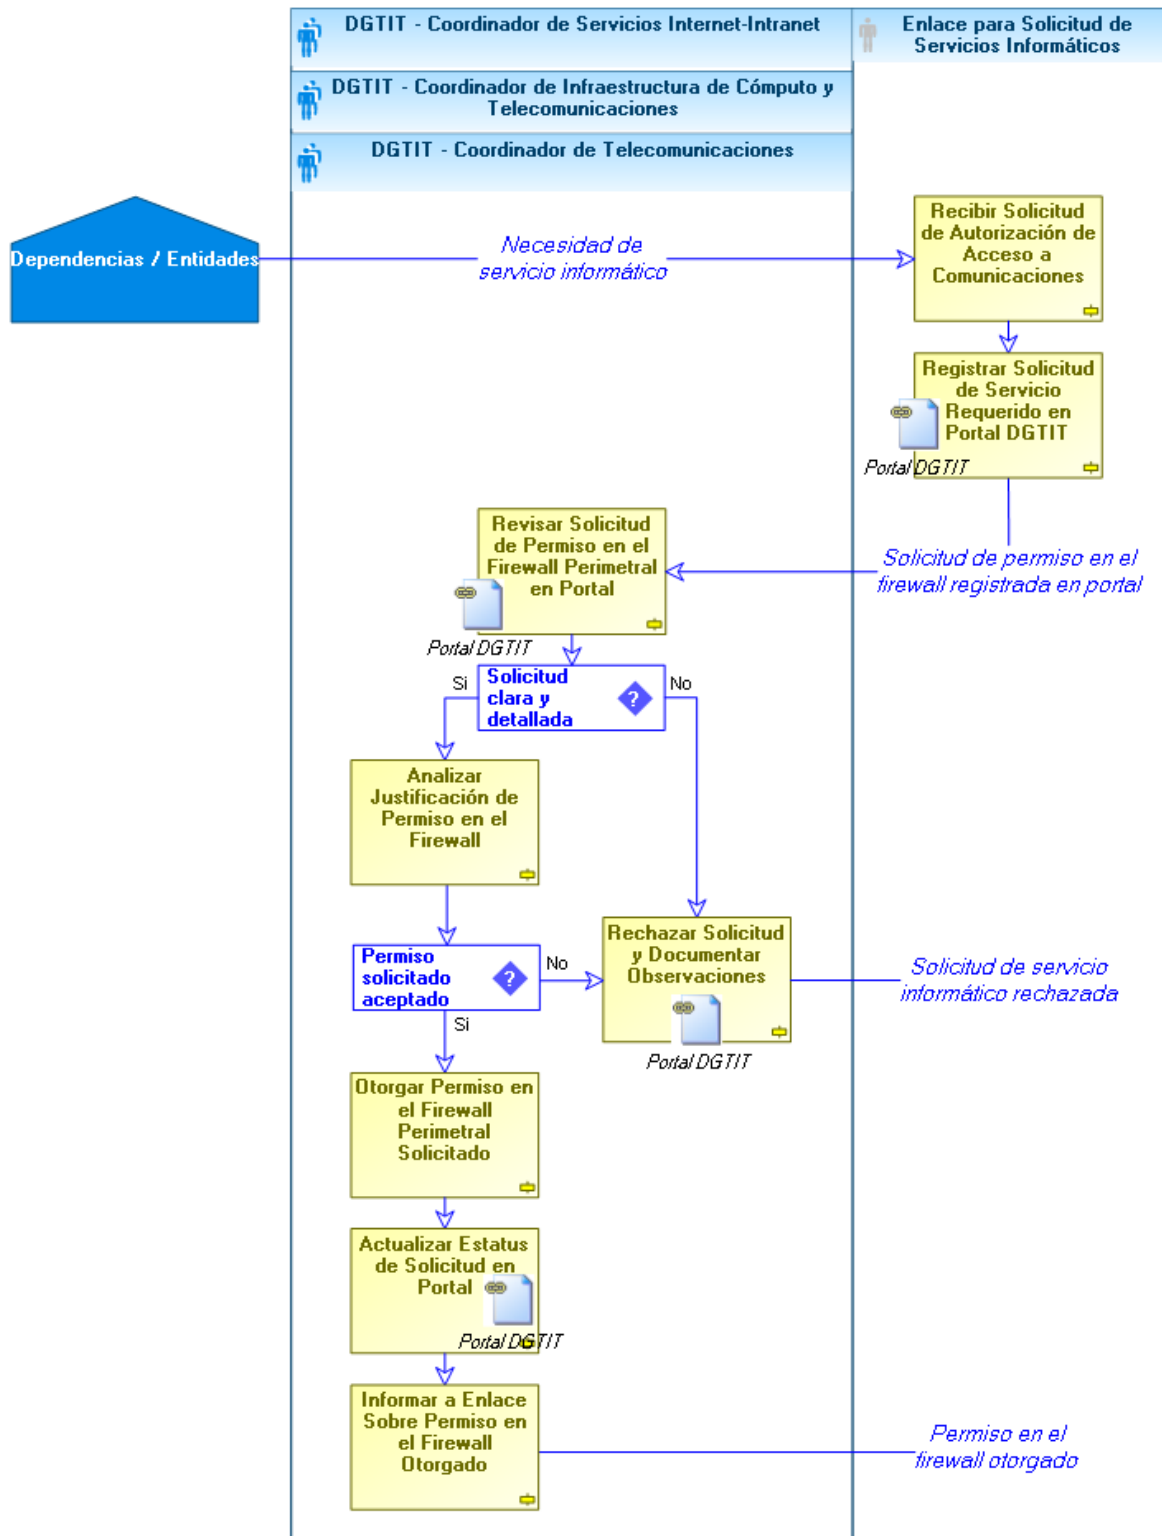 DGTIT - Coordinador de Servicios Internet-Intranet
Enlace para Solicitud de
Servicios Informáticos
DGTIT - Coordinador de Infraestructura de Cómputo y
Telecomunicaciones
DGTIT - Coordinador de Telecomunicaciones
Dependencias / Entidades
Necesidad de
servicio informático
Recibir Solicitud
de Autorización de
Acceso a
Comunicaciones
Registrar Solicitud
de Servicio
Requerido en
Portal DGTIT
Portal DGTIT
Solicitud de permiso en el
firewall registrada en portal
Revisar Solicitud
de Permiso en el
Firewall Perimetral
en Portal
Portal DGTIT
Si
Solicitud
clara y
detallada
No
Analizar
Justificación de
Permiso en el
Firewall
Permiso
solicitado
aceptado
No
Si
Rechazar Solicitud
y Documentar
Observaciones
Portal DGTIT
Solicitud de servicio
informático rechazada
Otorgar Permiso en
el Firewall
Perimetral
Solicitado
Actualizar Estatus
de Solicitud en
Portal
Portal DGTIT
Informar a Enlace
Sobre Permiso en
el Firewall
Otorgado
Permiso en el
firewall otorgado